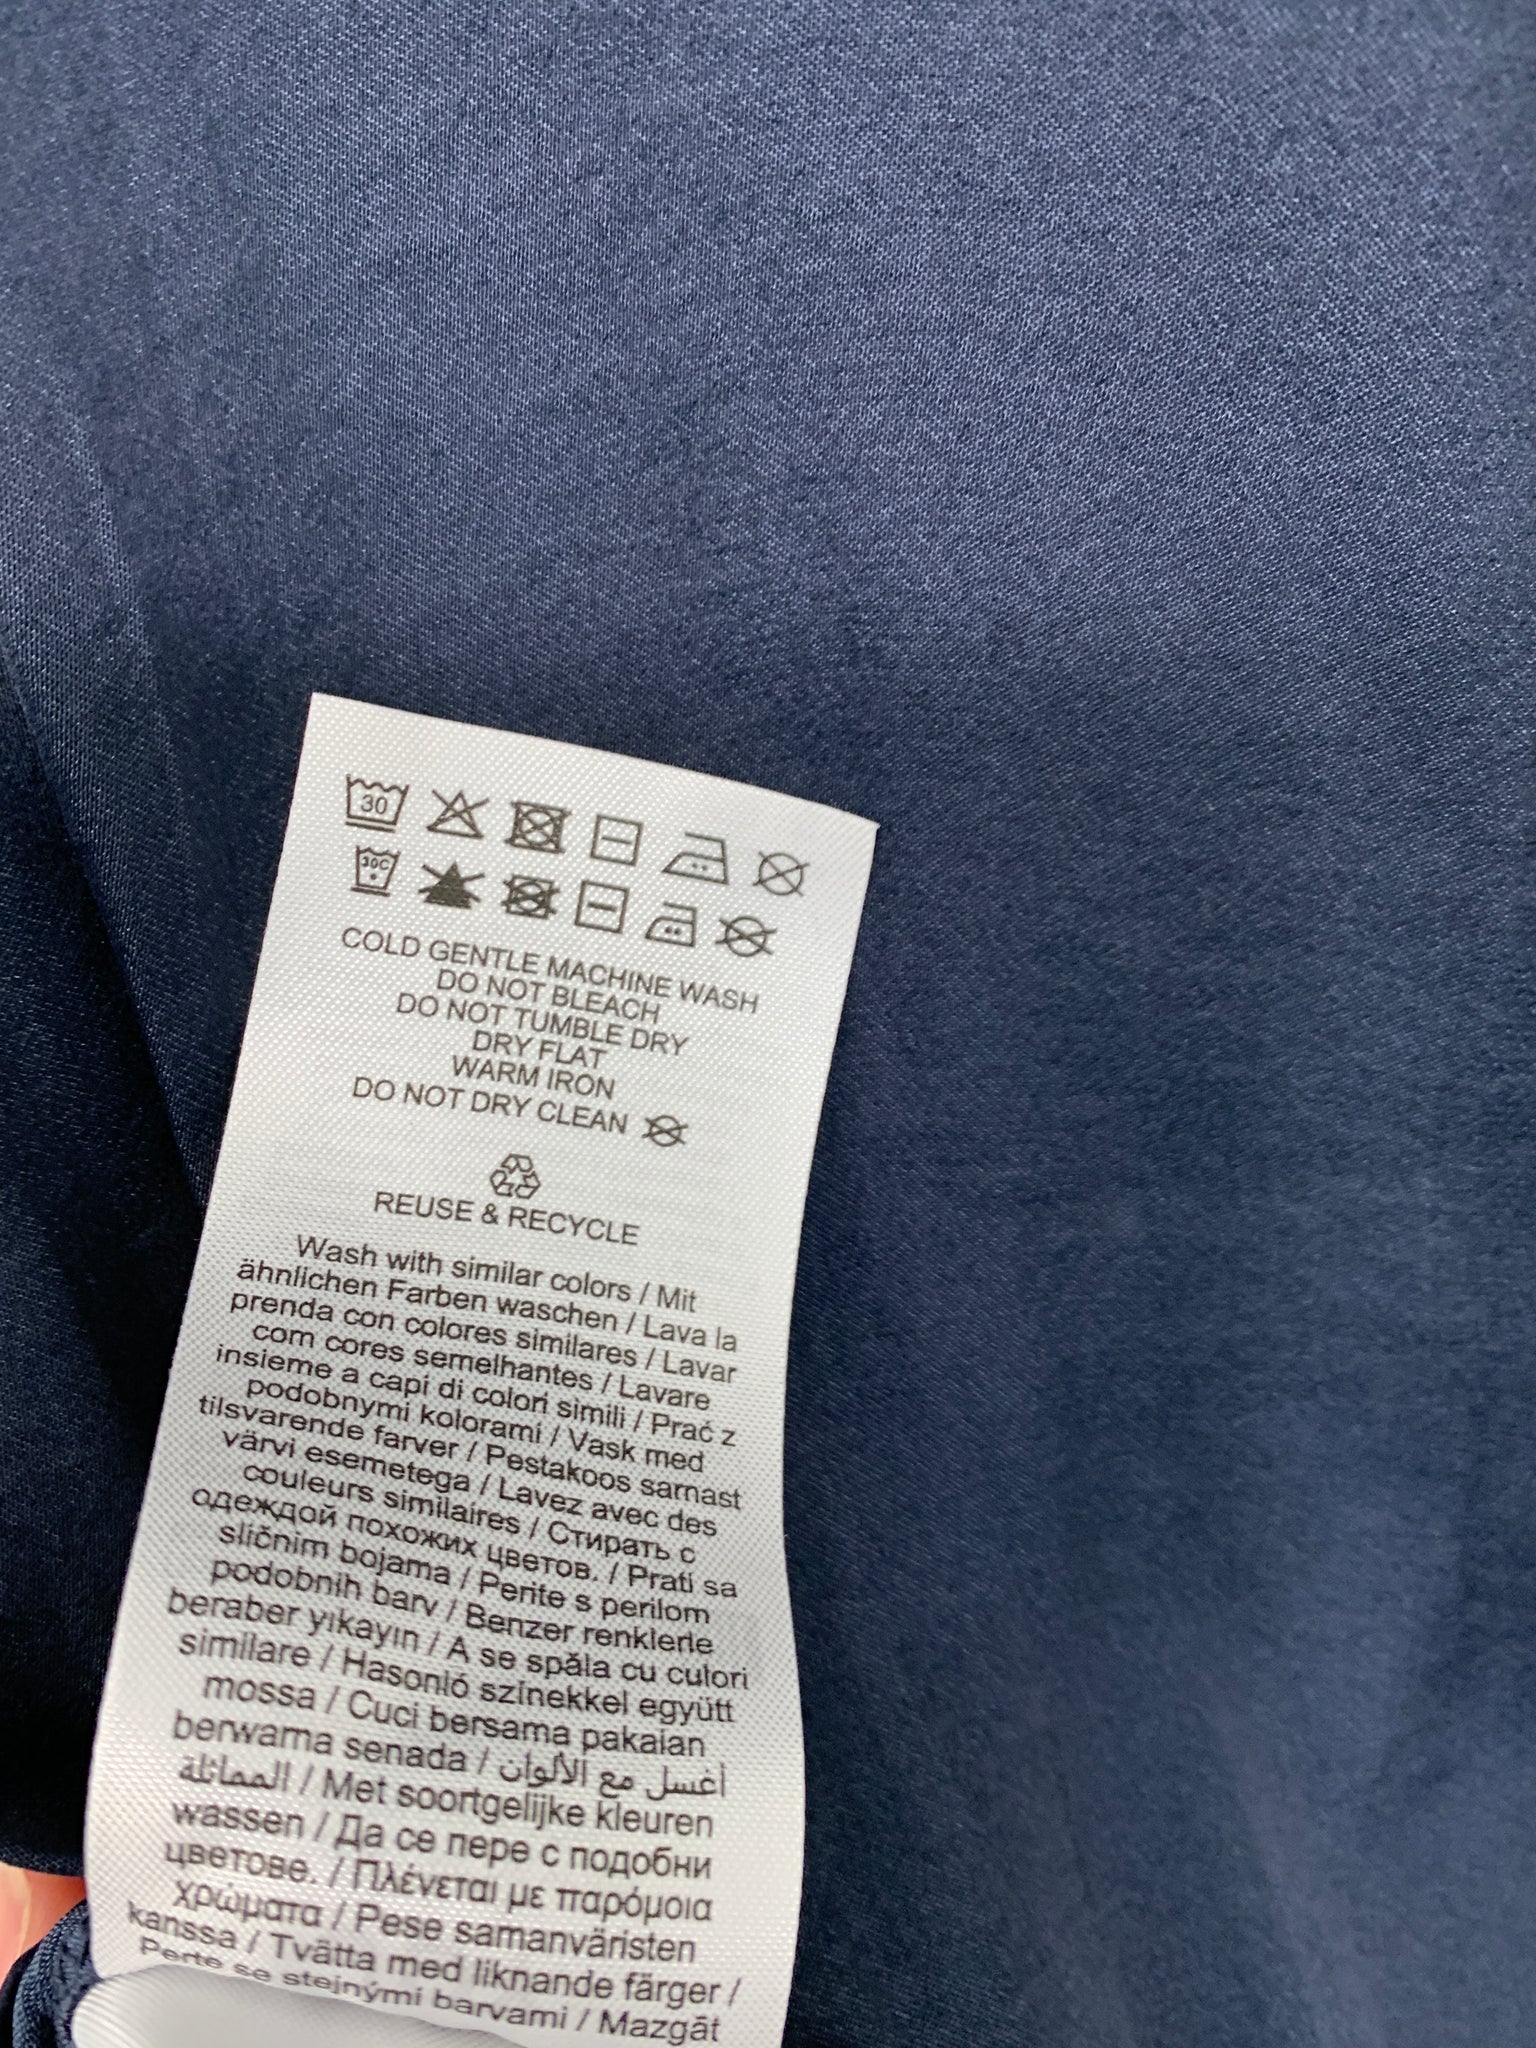 30
30C
COLD GENTLE MACHINE WASH
DO NOT BLEACH
DO NOT TUMBLE DRY
DRY FLAT
WARM IRON
DO NOT DRY CLEAN
REUSE & RECYCLE
Wash with similar colors / Mit
ähnlichen Farben waschen / Lava la
prenda con colores similares / Lavar
com cores semelhantes / Lavare
insieme a capi di colori simili / Prać z
podobnymi kolorami / Vask med
tilsvarende farver / Pestakoos sarnast
värvi esemetega / Lavez avec des
couleurs similaires / Стирать с
одеждой похожих цветов. / Prati sa
sličnim bojama / Perite s perilom
podobnih barv / Benzer renklerle
beraber yıkayın / A se spăla cu culori
similare / Hasonló színekkel együtt
mossa / Cuci bersama pakaian
berwarna senada / أغسل مع الألوان
المماثلة / Met soortgelijke kleuren
wassen / Да се пере с подобни
цветове. / Πλένεται με παρόμοια
χρώματα / Pese samanväristen
kanssa / Tvätta med liknande färger /
Perte se stejnými barvami / Mazgāt